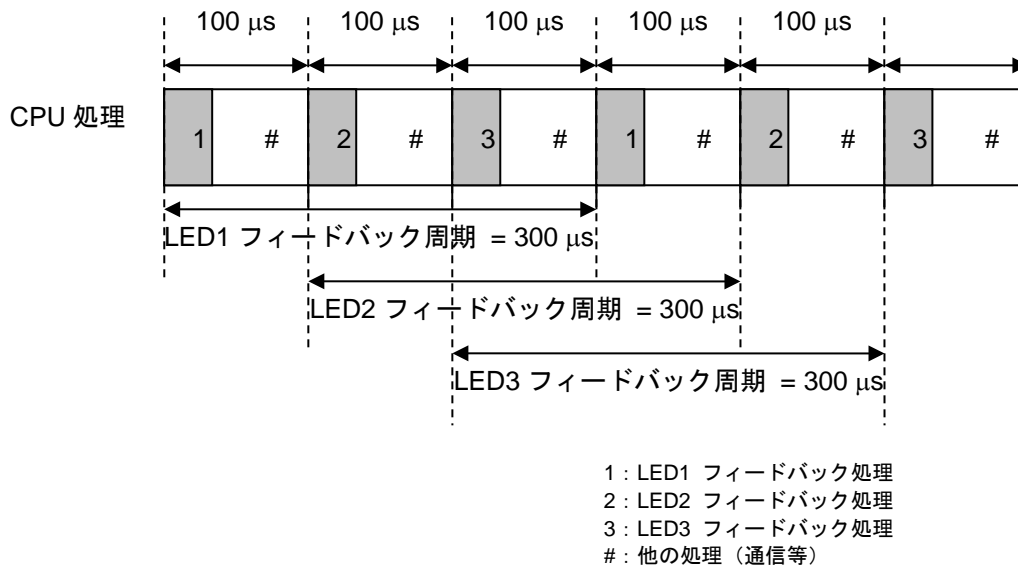 100 μs 100 μs 100 μs 100 μs 100 μs
CPU 処理
1 # 2 # 3 # 1 # 2 # 3 #
LED1 フィードバック周期 = 300 μs
LED2 フィードバック周期 = 300 μs
LED3 フィードバック周期 = 300 μs
1：LED1 フィードバック処理
2：LED2 フィードバック処理
3：LED3 フィードバック処理
#：他の処理（通信等）